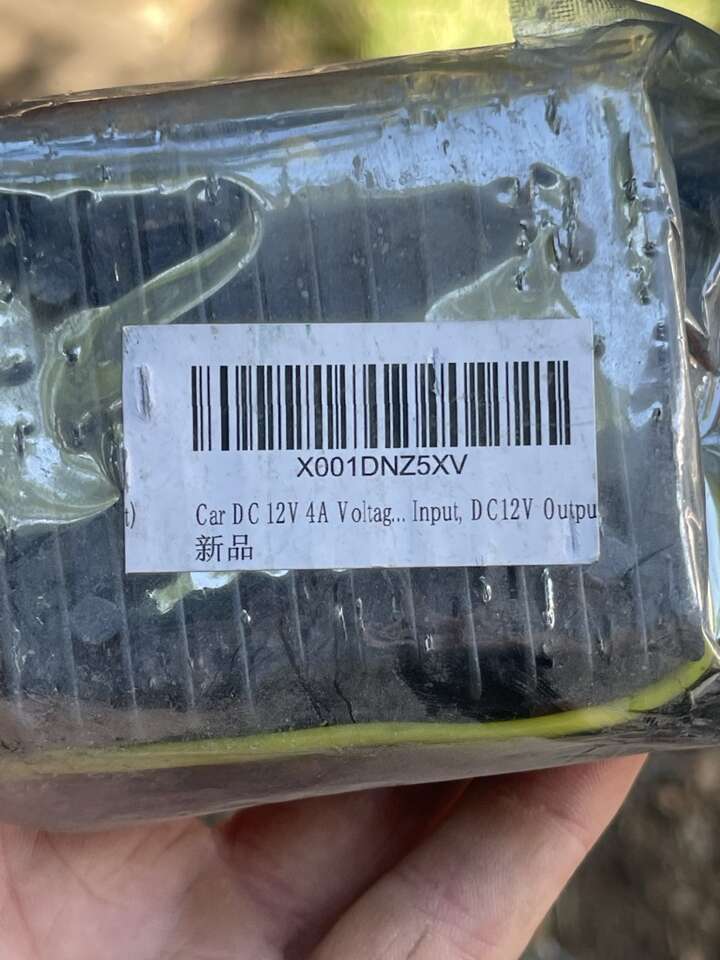 X001DNZ5XV
t) Car DC 12V 4A Voltag... Input, DC12V Outpu
新品